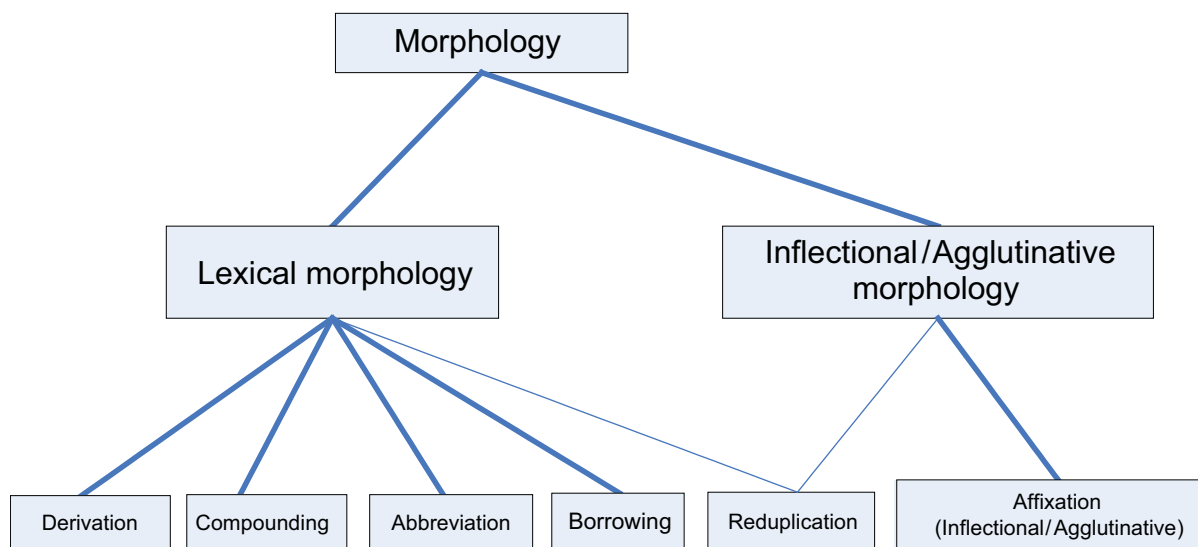 Morphology
Lexical morphology
Inflectional/Agglutinative
morphology
Derivation
Compounding
Abbreviation
Borrowing
Reduplication
Affixation
(Inflectional/Agglutinative)